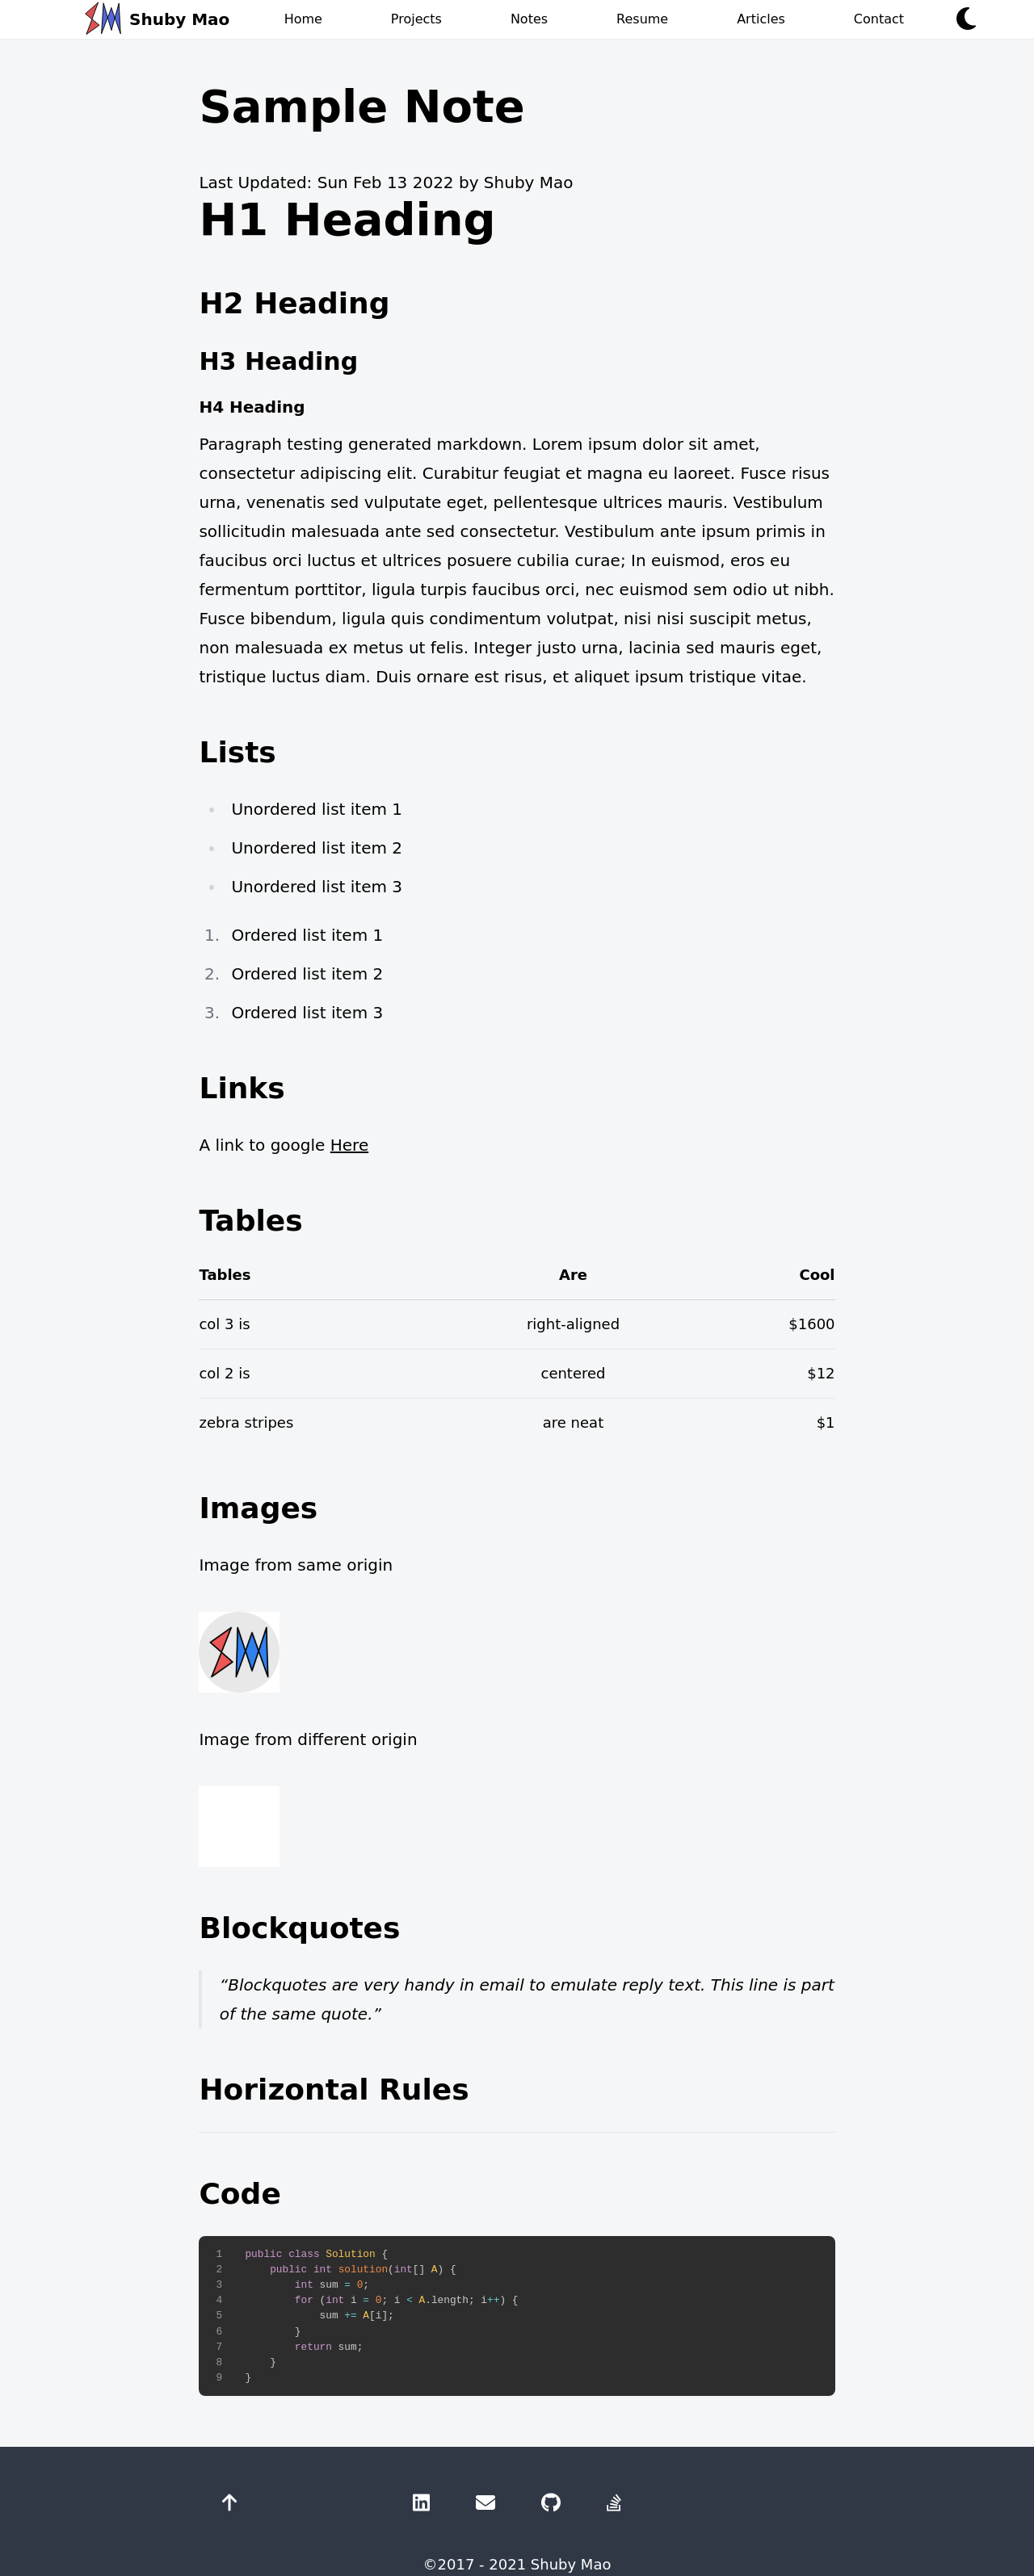 Shuby Mao Home Projects Notes Resume Articles Contact
Sample Note
Last Updated: Sun Feb 13 2022 by Shuby Mao
H1 Heading
H2 Heading
H3 Heading
H4 Heading
Paragraph testing generated markdown. Lorem ipsum dolor sit amet,
consectetur adipiscing elit. Curabitur feugiat et magna eu laoreet. Fusce risus
urna, venenatis sed vulputate eget, pellentesque ultrices mauris. Vestibulum
sollicitudin malesuada ante sed consectetur. Vestibulum ante ipsum primis in
faucibus orci luctus et ultrices posuere cubilia curae; In euismod, eros eu
fermentum porttitor, ligula turpis faucibus orci, nec euismod sem odio ut nibh.
Fusce bibendum, ligula quis condimentum volutpat, nisi nisi suscipit metus,
non malesuada ex metus ut felis. Integer justo urna, lacinia sed mauris eget,
tristique luctus diam. Duis ornare est risus, et aliquet ipsum tristique vitae.
Lists
• Unordered list item 1
• Unordered list item 2
• Unordered list item 3
1. Ordered list item 1
2. Ordered list item 2
3. Ordered list item 3
Links
A link to google Here
Tables
Tables Are Cool
col 3 is right-aligned $1600
col 2 is centered $12
zebra stripes are neat $1
Images
Image from same origin
SM
Image from different origin
Blockquotes
“Blockquotes are very handy in email to emulate reply text. This line is part
of the same quote.”
Horizontal Rules
Code
1 public class Solution {
2     public int solution(int[] A) {
3         int sum = 0;
4         for (int i = 0; i < A.length; i++) {
5             sum += A[i];
6         }
7         return sum;
8     }
9 }
©2017 - 2021 Shuby Mao